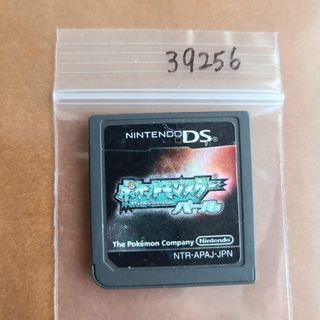 39256
NINTENDO DS
ポケットモンスター
パール
The Pokémon Company Nintendo
NTR-APAJ-JPN